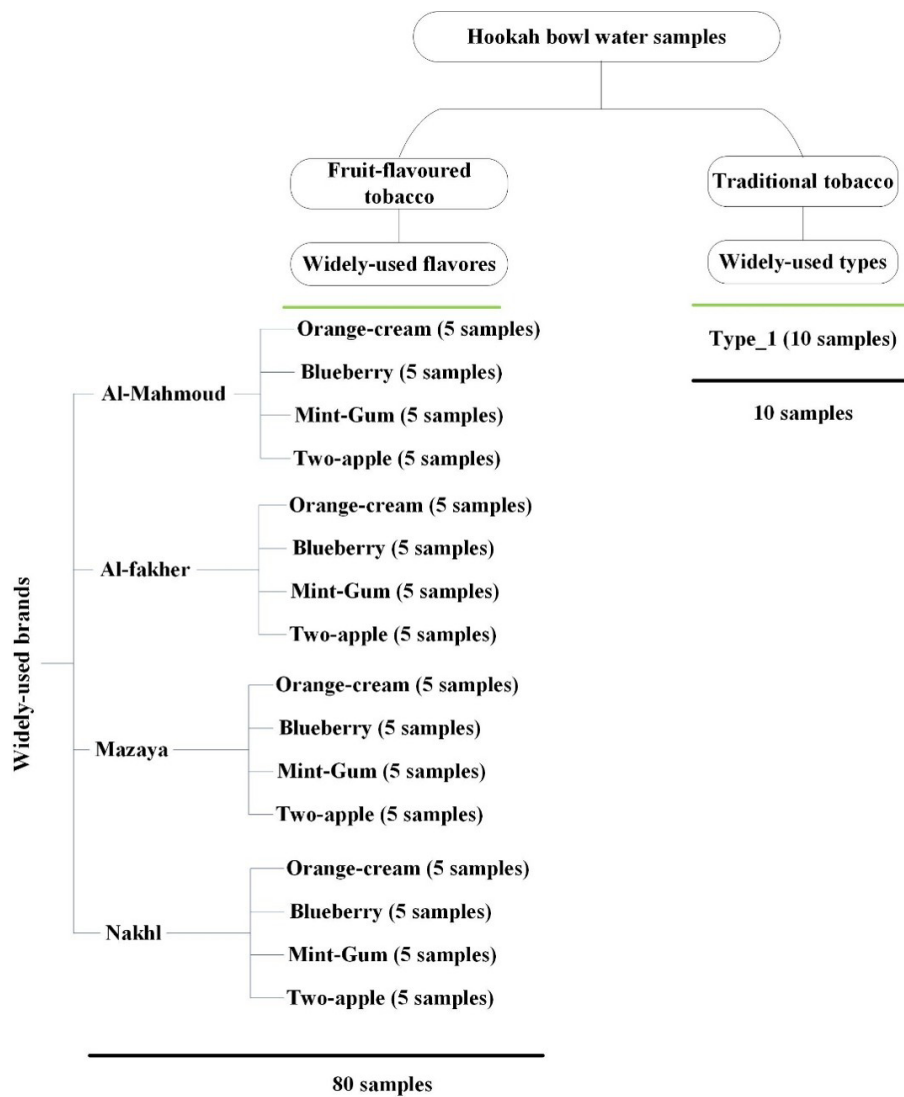 Hookah bowl water samples
Fruit-flavoured
tobacco
Traditional tobacco
Widely-used flavores
Widely-used types
Type_1 (10 samples)
10 samples
Widely-used brands
Al-Mahmoud
Orange-cream (5 samples)
Blueberry (5 samples)
Mint-Gum (5 samples)
Two-apple (5 samples)
Al-fakher
Orange-cream (5 samples)
Blueberry (5 samples)
Mint-Gum (5 samples)
Two-apple (5 samples)
Mazaya
Orange-cream (5 samples)
Blueberry (5 samples)
Mint-Gum (5 samples)
Two-apple (5 samples)
Nakhl
Orange-cream (5 samples)
Blueberry (5 samples)
Mint-Gum (5 samples)
Two-apple (5 samples)
80 samples